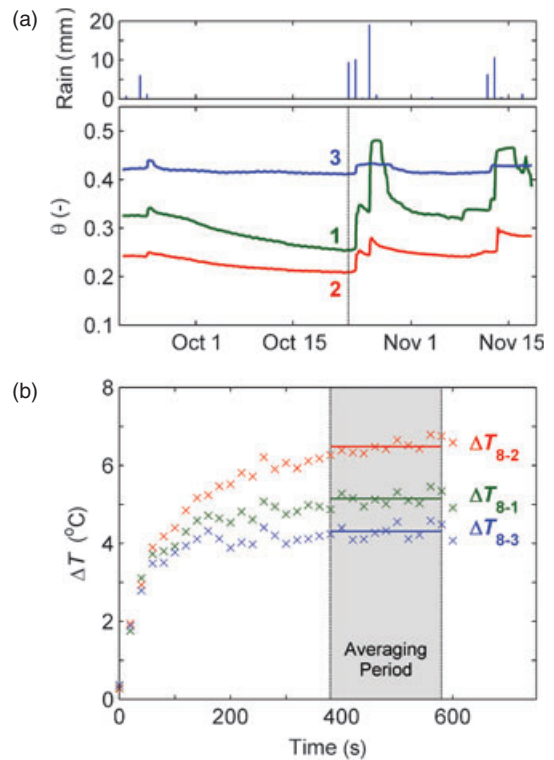 (a)
Rain (mm)
20
10
0
θ (-)
0.5
0.4
0.3
0.2
0.1
3
1
2
Oct 1 Oct 15 Nov 1 Nov 15
(b)
ΔT (°C)
8
6
4
2
0
ΔT8-2
ΔT8-1
ΔT8-3
Averaging
Period
0 200 400 600
Time (s)